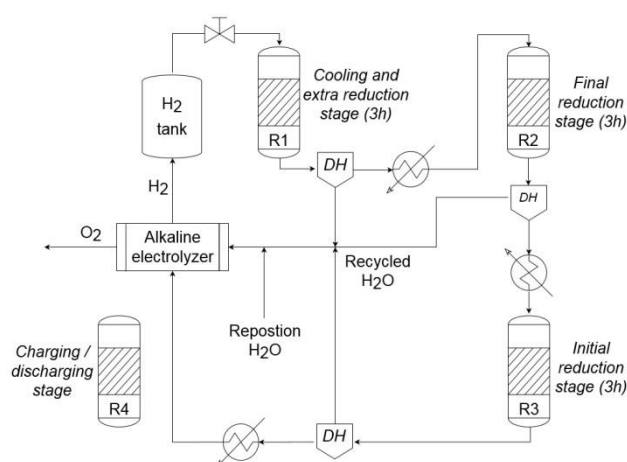 H2
tank
H2
O2
Alkaline
electrolyzer
R1
Cooling and
extra reduction
stage (3h)
DH
R2
Final
reduction
stage (3h)
DH
Recycled
H2O
Repostion
H2O
Charging /
discharging
stage
R4
DH
R3
Initial
reduction
stage (3h)